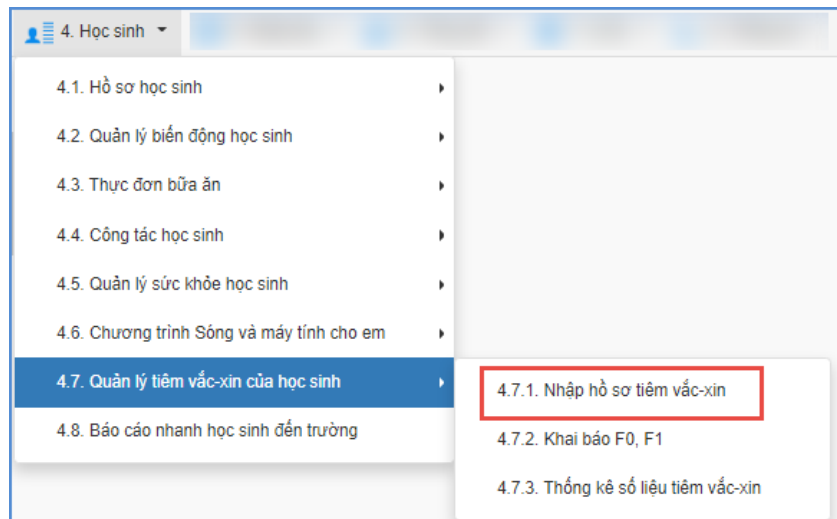 4. Học sinh
4.1. Hồ sơ học sinh
4.2. Quản lý biến động học sinh
4.3. Thực đơn bữa ăn
4.4. Công tác học sinh
4.5. Quản lý sức khỏe học sinh
4.6. Chương trình Sóng và máy tính cho em
4.7. Quản lý tiêm vắc-xin của học sinh
4.8. Báo cáo nhanh học sinh đến trường
4.7.1. Nhập hồ sơ tiêm vắc-xin
4.7.2. Khai báo F0, F1
4.7.3. Thống kê số liệu tiêm vắc-xin